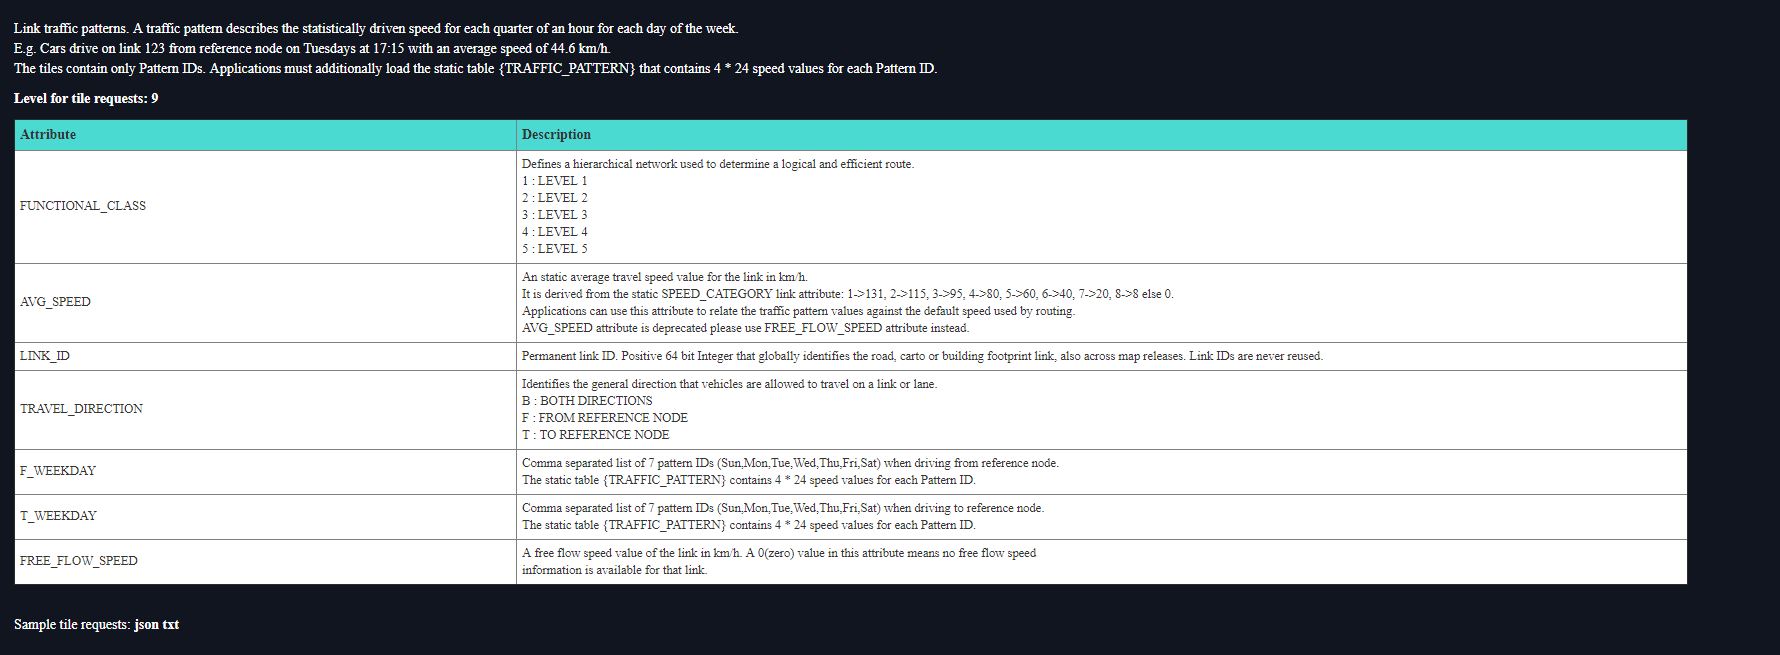 Link traffic patterns. A traffic pattern describes the statistically driven speed for each quarter of an hour for each day of the week.
E.g. Cars drive on link 123 from reference node on Tuesdays at 17:15 with an average speed of 44.6 km/h.
The tiles contain only Pattern IDs. Applications must additionally load the static table {TRAFFIC_PATTERN} that contains 4 * 24 speed values for each Pattern ID.
Level for tile requests: 9
Attribute
Description
FUNCTIONAL_CLASS
Defines a hierarchical network used to determine a logical and efficient route.
1 : LEVEL 1
2 : LEVEL 2
3 : LEVEL 3
4 : LEVEL 4
5 : LEVEL 5
AVG_SPEED
An static average travel speed value for the link in km/h.
It is derived from the static SPEED_CATEGORY link attribute: 1->131, 2->115, 3->95, 4->80, 5->60, 6->40, 7->20, 8->8 else 0.
Applications can use this attribute to relate the traffic pattern values against the default speed used by routing.
AVG_SPEED attribute is deprecated please use FREE_FLOW_SPEED attribute instead.
LINK_ID
Permanent link ID. Positive 64 bit Integer that globally identifies the road, carto or building footprint link, also across map releases. Link IDs are never reused.
TRAVEL_DIRECTION
Identifies the general direction that vehicles are allowed to travel on a link or lane.
B : BOTH DIRECTIONS
F : FROM REFERENCE NODE
T : TO REFERENCE NODE
F_WEEKDAY
Comma separated list of 7 pattern IDs (Sun,Mon,Tue,Wed,Thu,Fri,Sat) when driving from reference node.
The static table {TRAFFIC_PATTERN} contains 4 * 24 speed values for each Pattern ID.
T_WEEKDAY
Comma separated list of 7 pattern IDs (Sun,Mon,Tue,Wed,Thu,Fri,Sat) when driving to reference node.
The static table {TRAFFIC_PATTERN} contains 4 * 24 speed values for each Pattern ID.
FREE_FLOW_SPEED
A free flow speed value of the link in km/h. A 0(zero) value in this attribute means no free flow speed
information is available for that link.
Sample tile requests: json txt